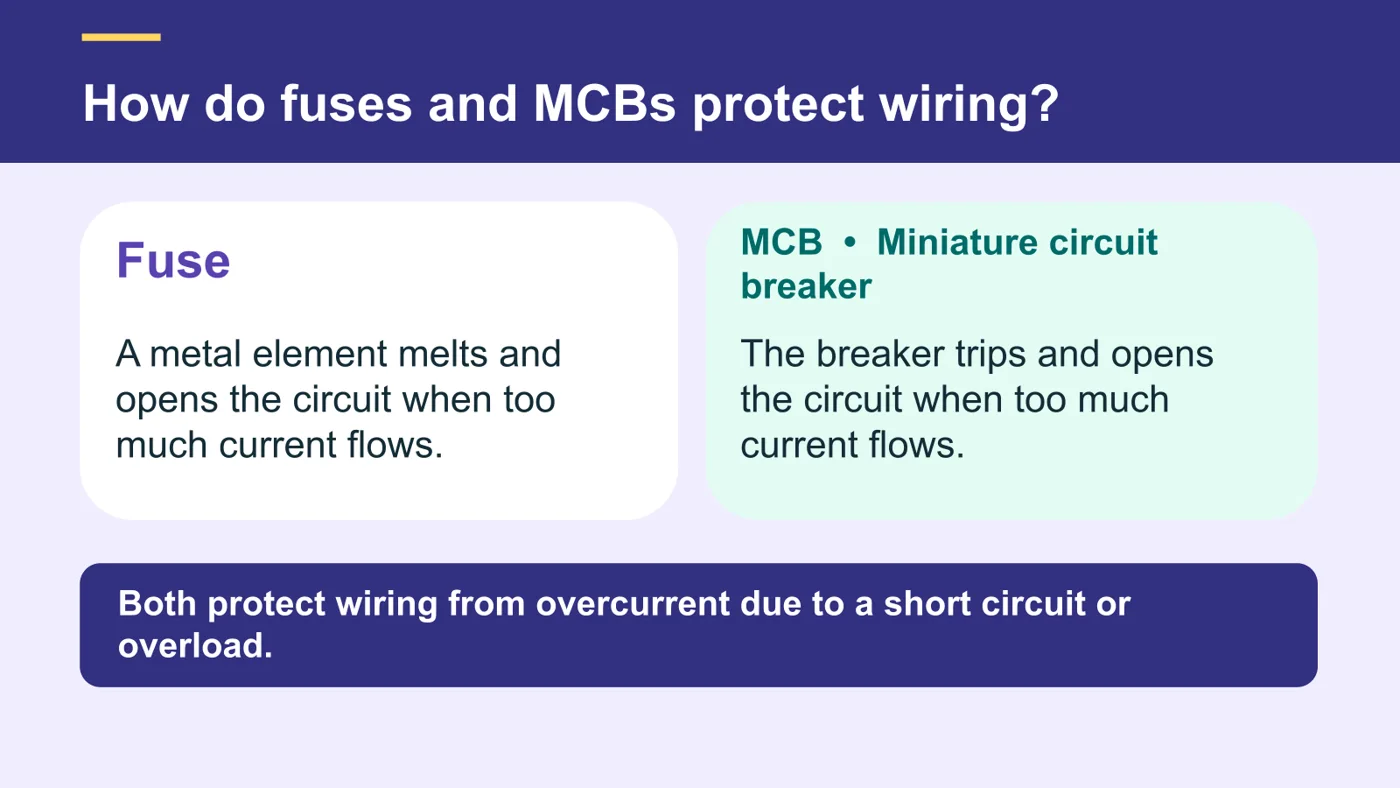 How do fuses and MCBs protect wiring?
Fuse
A metal element melts and
opens the circuit when too
much current flows.
MCB • Miniature circuit
breaker
The breaker trips and opens
the circuit when too much
current flows.
Both protect wiring from overcurrent due to a short circuit or
overload.